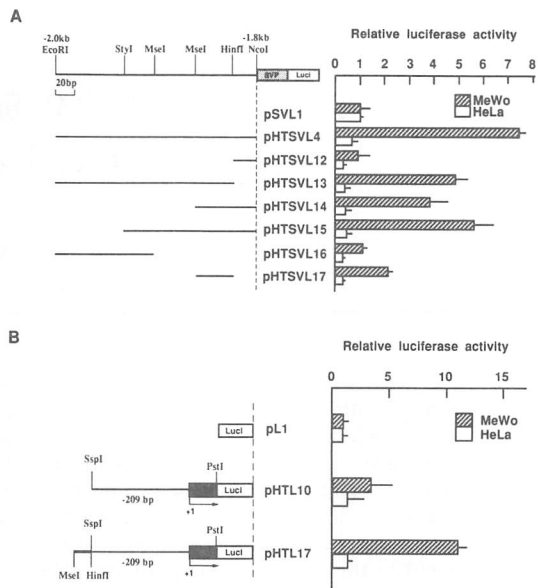 A
Relative luciferase activity
-2.0kb
EcoRI
StyI
MseI
MseI
HinfI
-1.8kb
NcoI
20bp
SVP
Luci
0 1 2 3 4 5 6 7 8
MeWo
HeLa
pSVL1
pHTSVL4
pHTSVL12
pHTSVL13
pHTSVL14
pHTSVL15
pHTSVL16
pHTSVL17
B
Relative luciferase activity
0 5 10 15
MeWo
HeLa
Luci
pL1
SspI
PstI
-209 bp
Luci
+1
pHTL10
SspI
PstI
-209 bp
Luci
+1
pHTL17
MseI
HinfI